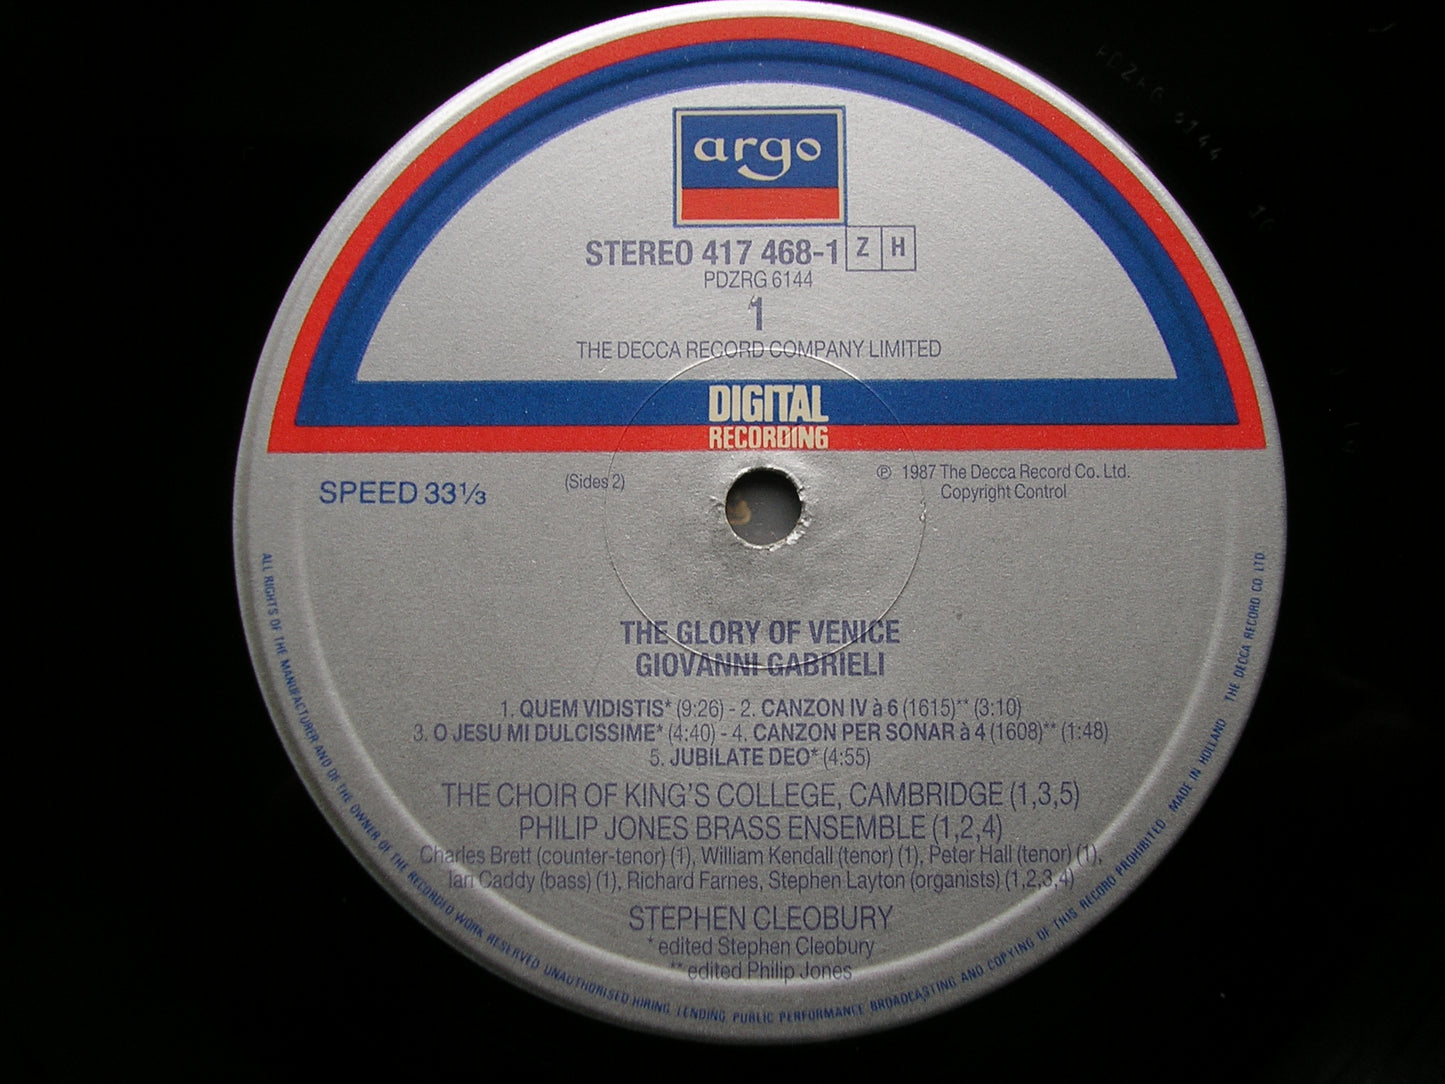 argo
STEREO 417 468-1 Z H
PDZRG 6144
1
THE DECCA RECORD COMPANY LIMITED
DIGITAL
RECORDING
SPEED 33⅓
(Sides 2)
℗ 1987 The Decca Record Co. Ltd.
Copyright Control
THE GLORY OF VENICE
GIOVANNI GABRIELI
1. QUEM VIDISTIS* (9:26) - 2. CANZON IV à 6 (1615)** (3:10)
3. O JESU MI DULCISSIME* (4:40) - 4. CANZON PER SONAR à 4 (1608)** (1:48)
5. JUBILATE DEO* (4:55)
THE CHOIR OF KING'S COLLEGE, CAMBRIDGE (1,3,5)
PHILIP JONES BRASS ENSEMBLE (1,2,4)
Charles Brett (counter-tenor) (1), William Kendall (tenor) (1), Peter Hall (tenor) (1),
Ian Caddy (bass) (1), Richard Farnes, Stephen Layton (organists) (1,2,3,4)
STEPHEN CLEOBURY
* edited Stephen Cleobury
** edited Philip Jones
ALL RIGHTS OF THE MANUFACTURER AND OF THE OWNER OF THE RECORDED WORK RESERVED UNAUTHORISED HIRING, LENDING PUBLIC PERFORMANCE BROADCASTING AND COPYING OF THIS RECORD PROHIBITED MADE IN HOLLAND THE DECCA RECORD CO LTD
PDZRG 6144